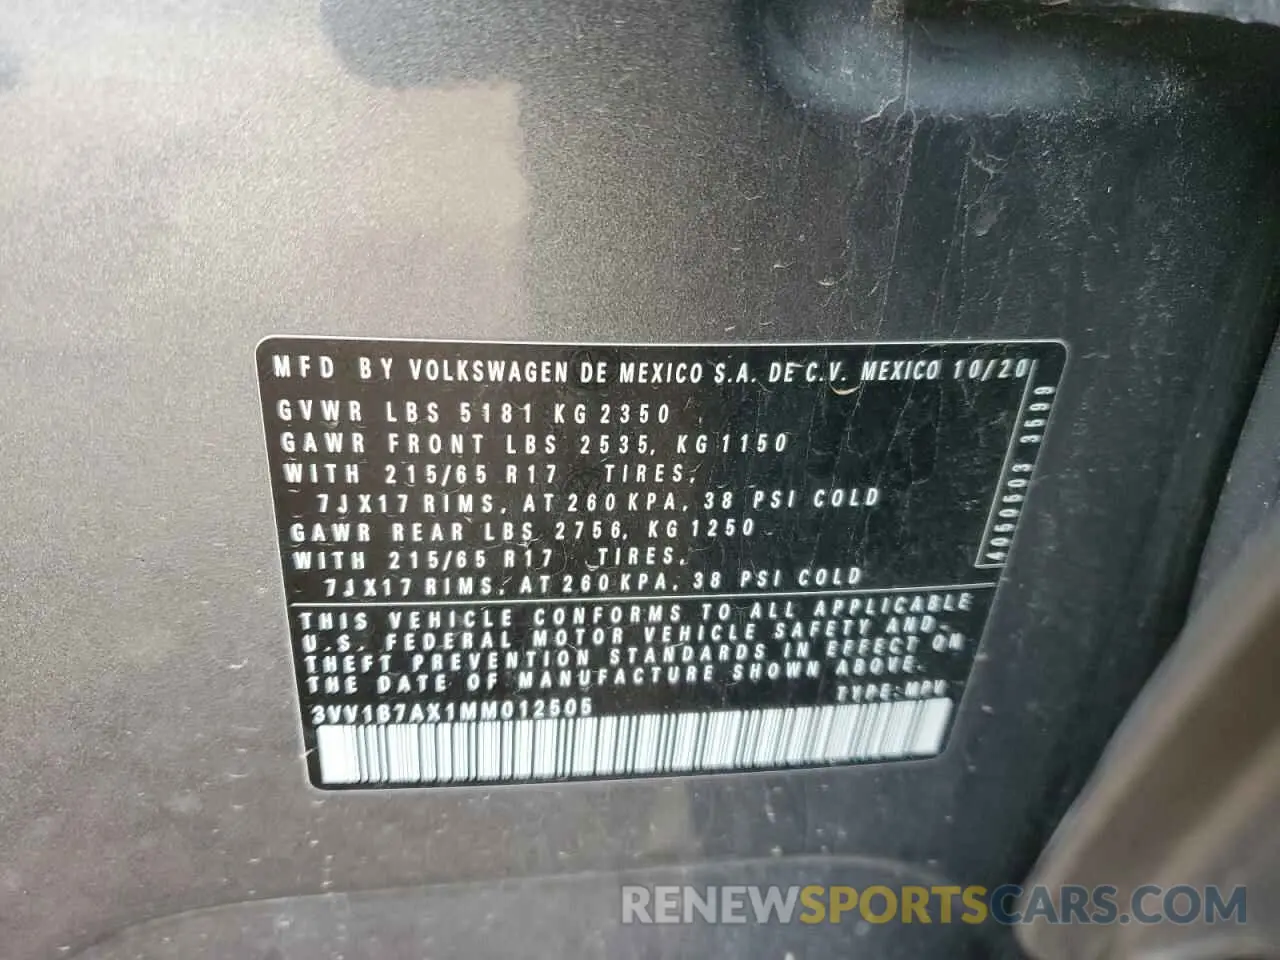 MFD BY VOLKSWAGEN DE MEXICO S.A. DE C.V. MEXICO 10/20
GVWR LBS 5181 KG 2350
GAWR FRONT LBS 2535, KG 1150
WITH 215/65 R17 TIRES,
7JX17 RIMS, AT 260 KPA, 38 PSI COLD
GAWR REAR LBS 2756, KG 1250
WITH 215/65 R17 TIRES,
7JX17 RIMS, AT 260 KPA, 38 PSI COLD
THIS VEHICLE CONFORMS TO ALL APPLICABLE
U.S. FEDERAL MOTOR VEHICLE SAFETY AND
THEFT PREVENTION STANDARDS IN EFFECT ON
THE DATE OF MANUFACTURE SHOWN ABOVE.
TYPE: MPV
3VV1B7AX1MM012505
RENEWSPORTSCARS.COM